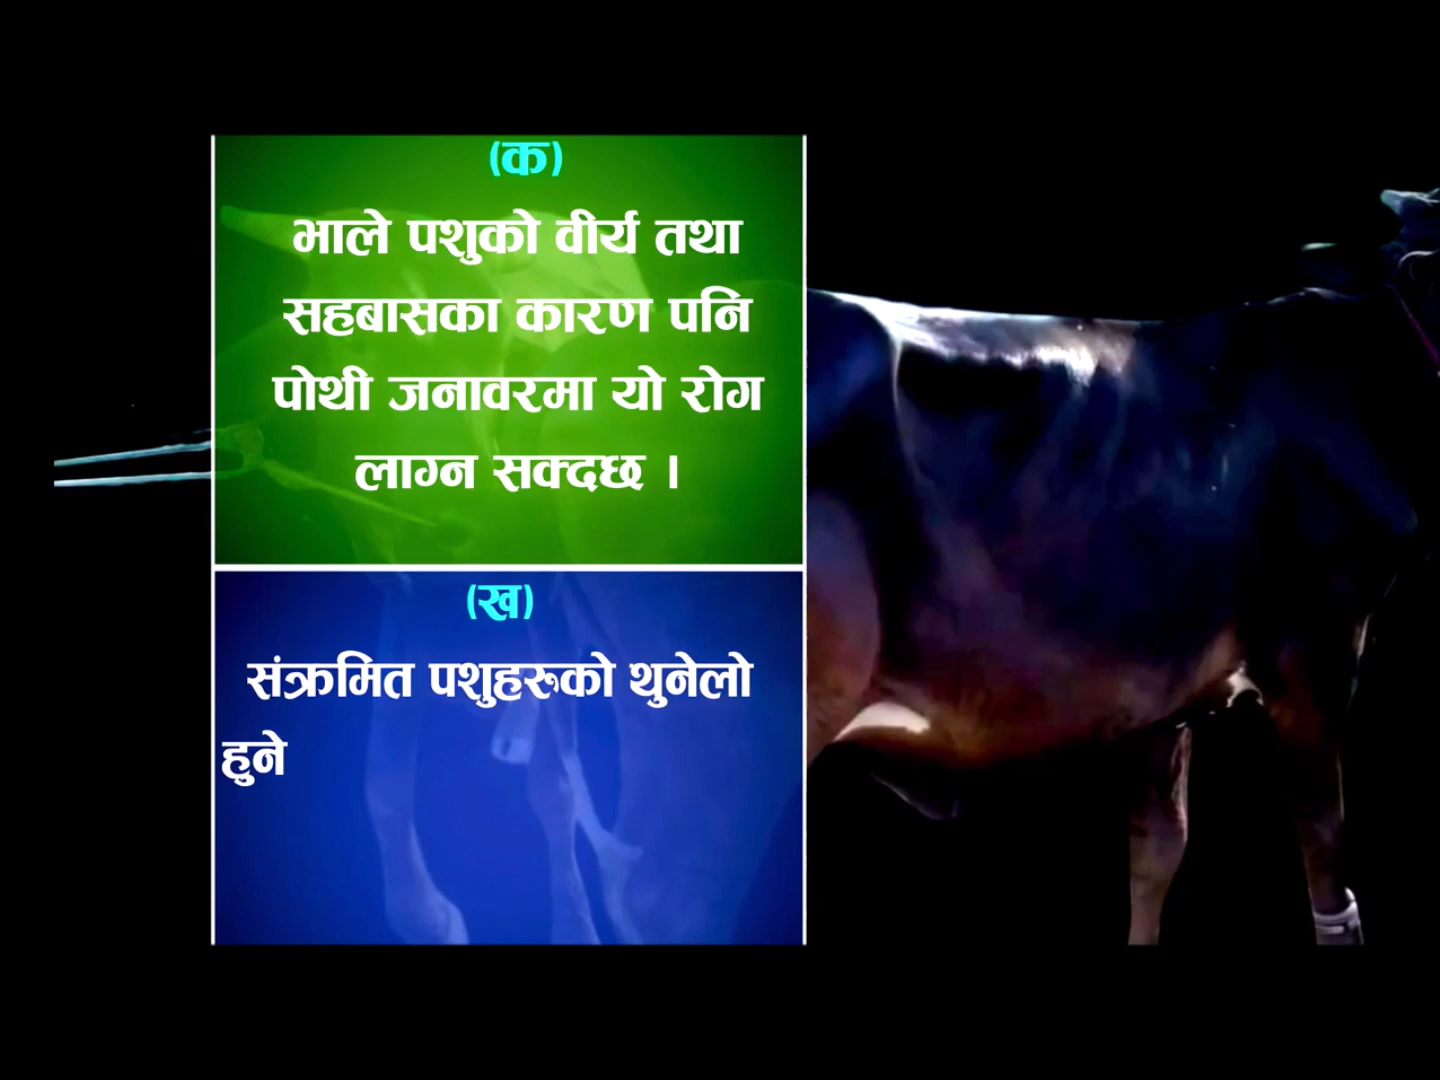 (क)
भाले पशुको वीर्य तथा
सहबासका कारण पनि
पोथी जनावरमा यो रोग
लाग्न सक्दछ ।
(ख)
संक्रमित पशुहरुको थुनेलो
हुने